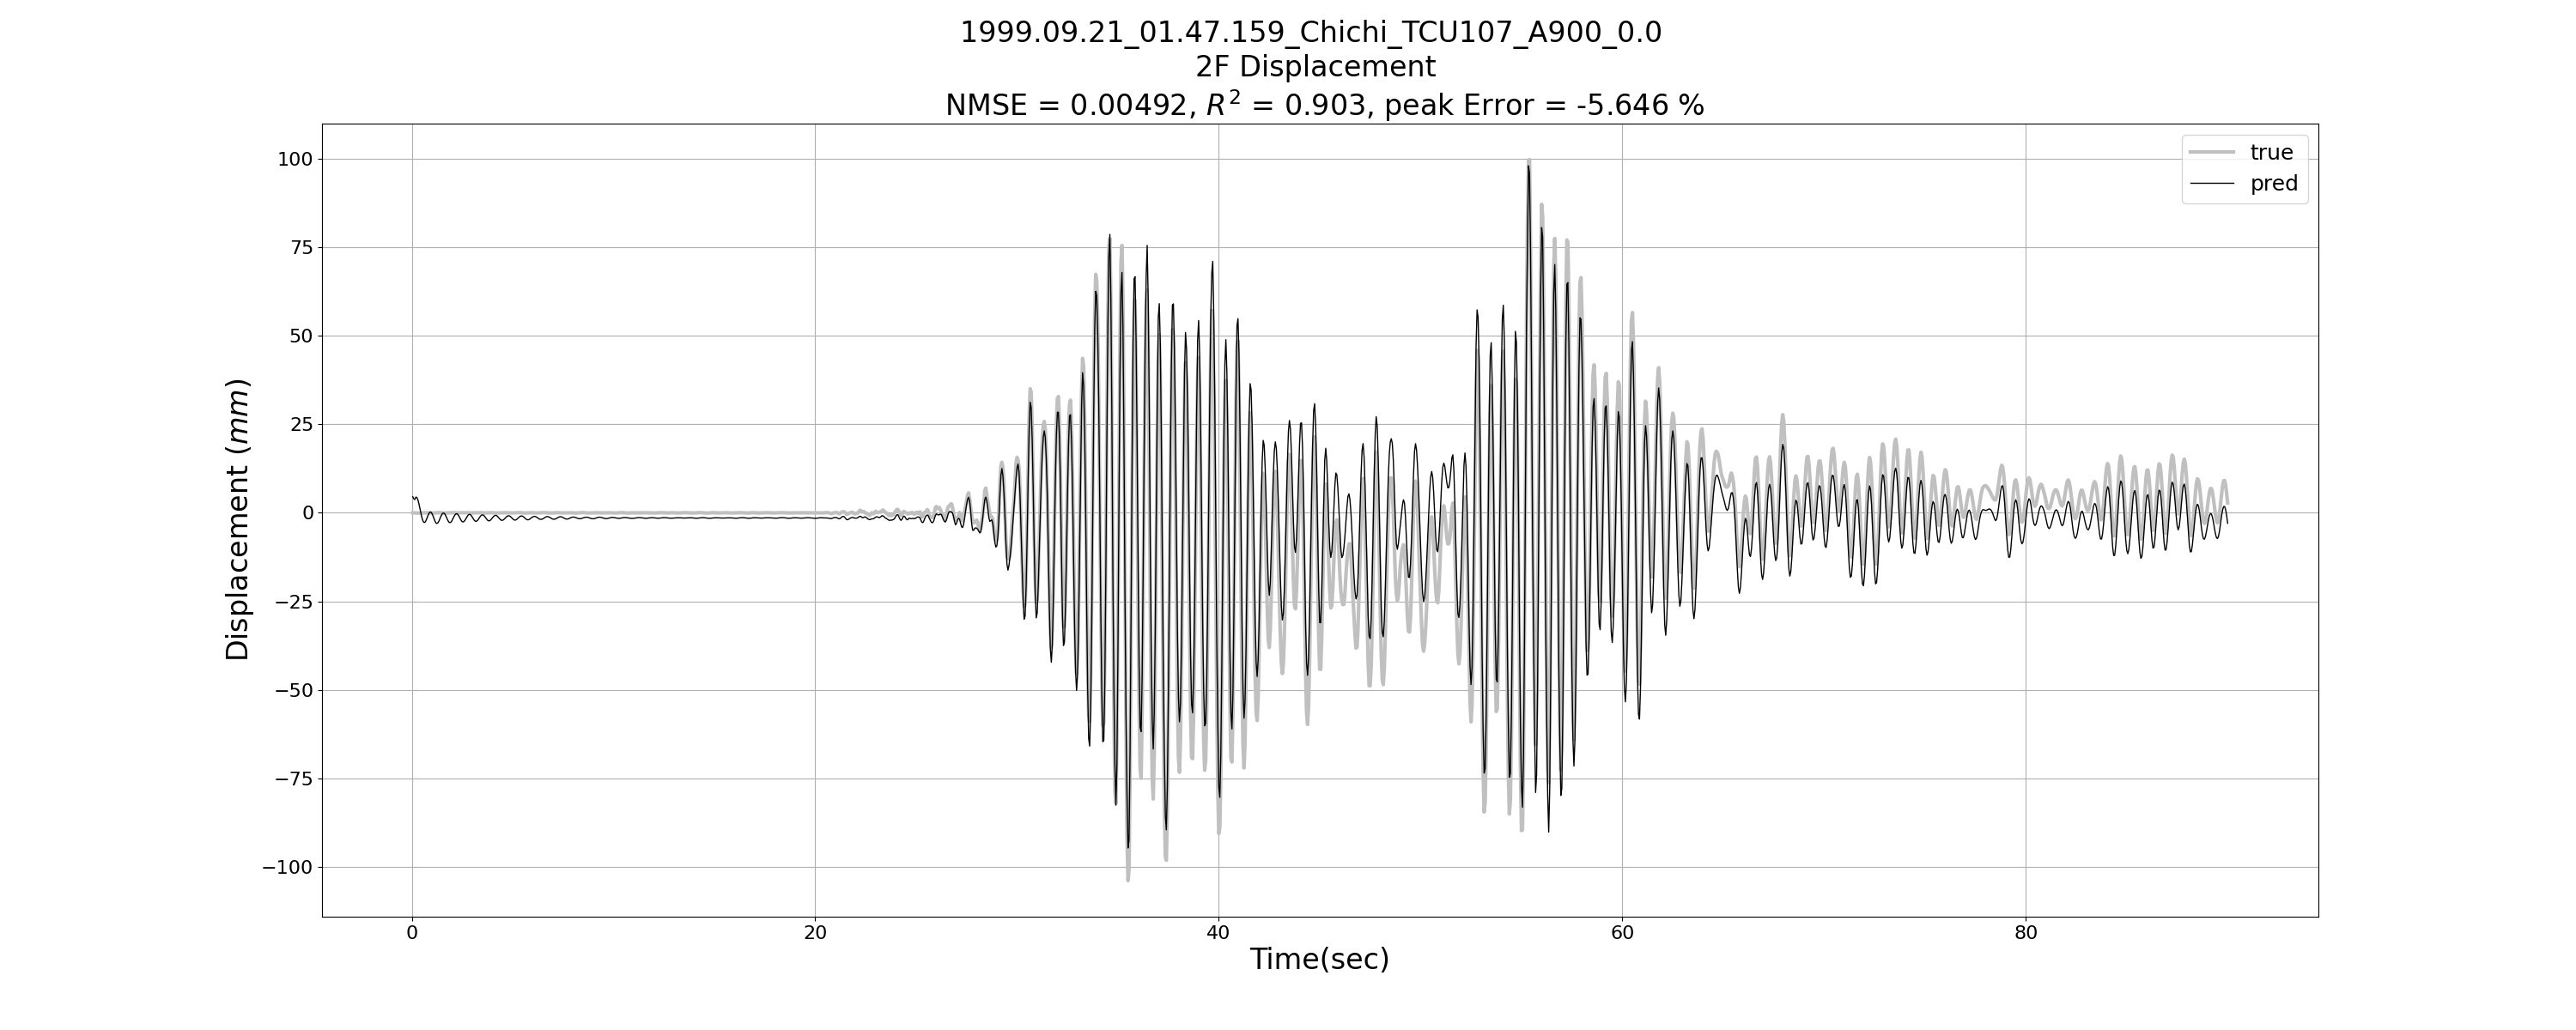 1999.09.21_01.47.159_Chichi_TCU107_A900_0.0
2F Displacement
NMSE = 0.00492, R² = 0.903, peak Error = -5.646 %
true
pred
Displacement (mm)
100
75
50
25
0
−25
−50
−75
−100
0 20 40 60 80
Time(sec)